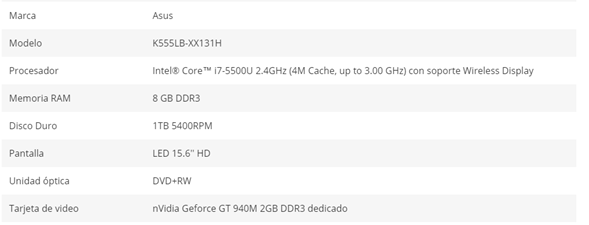 Marca Asus
Modelo K555LB-XX131H
Procesador Intel® Core™ i7-5500U 2.4GHz (4M Cache, up to 3.00 GHz) con soporte Wireless Display
Memoria RAM 8 GB DDR3
Disco Duro 1TB 5400RPM
Pantalla LED 15.6'' HD
Unidad óptica DVD+RW
Tarjeta de video nVidia Geforce GT 940M 2GB DDR3 dedicado